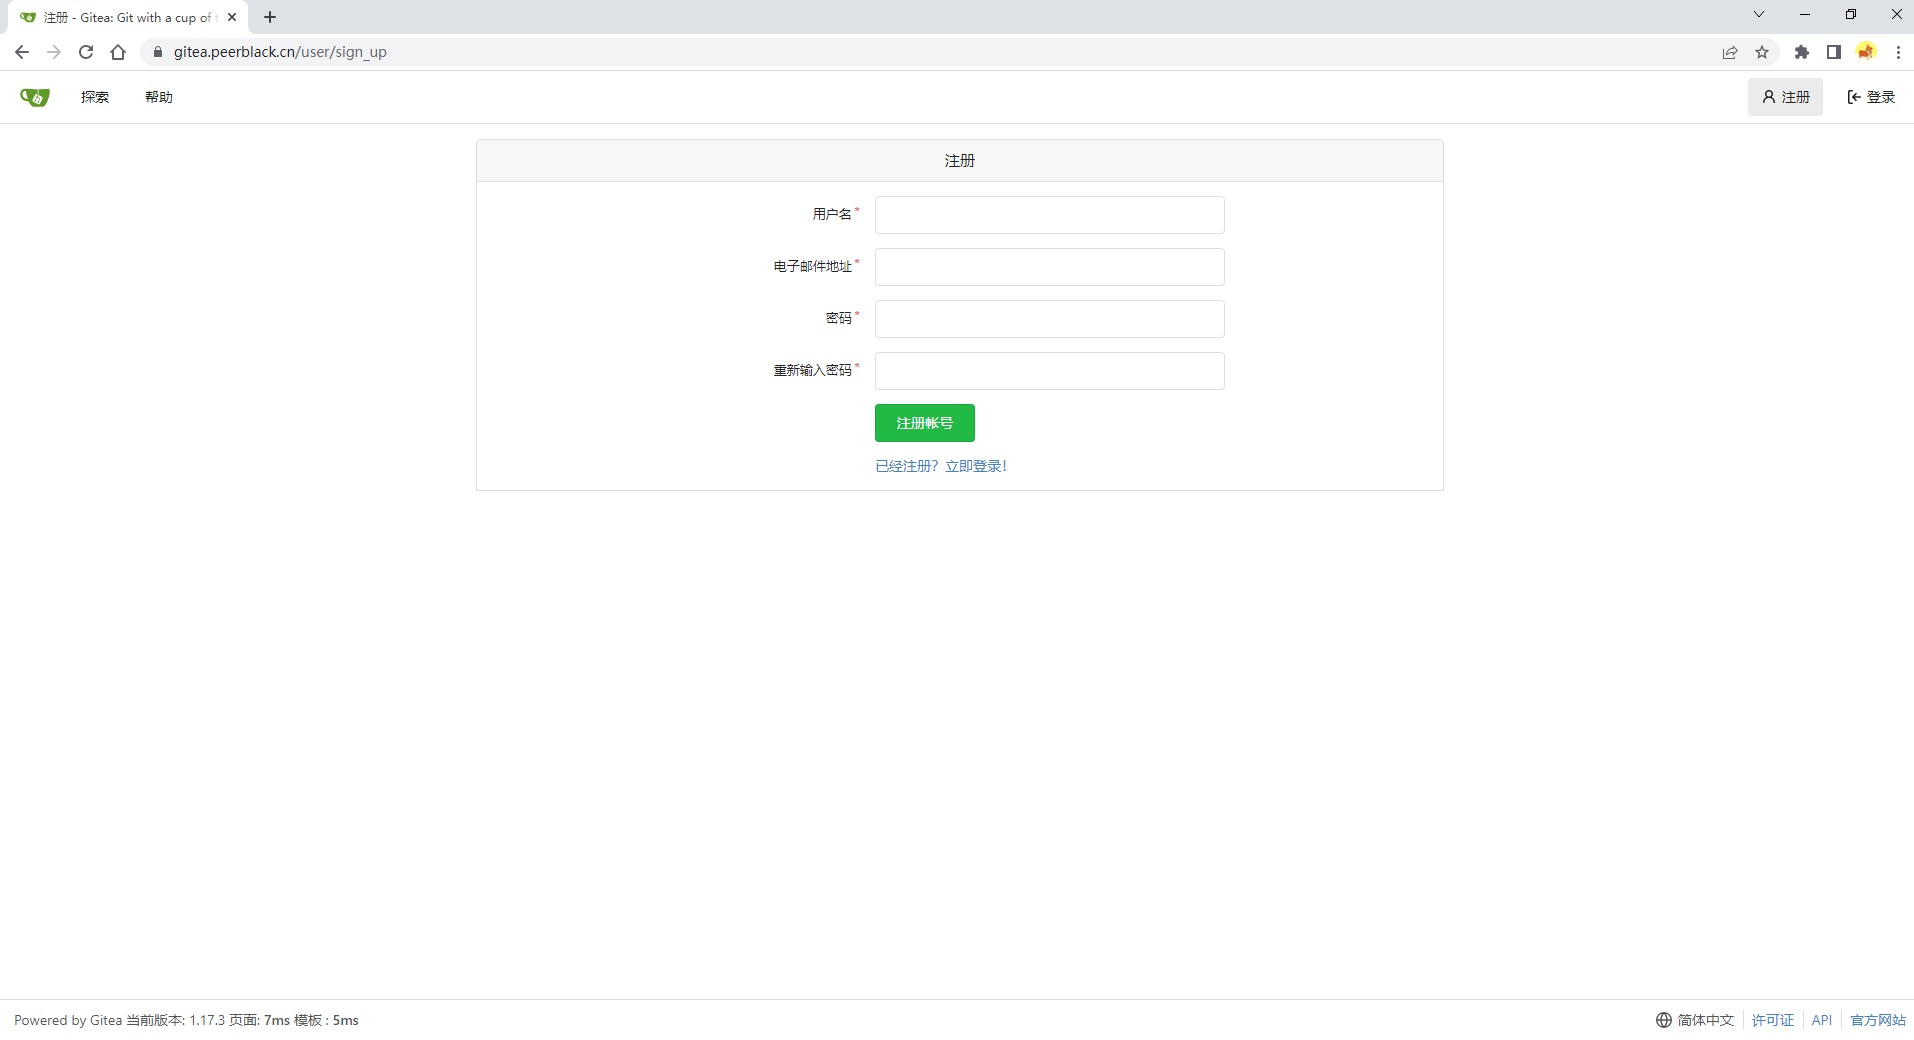 注册 - Gitea: Git with a cup of t
gitea.peerblack.cn/user/sign_up
探索 帮助 注册 登录
注册
用户名*
电子邮件地址*
密码*
重新输入密码*
注册帐号
已经注册？立即登录！
Powered by Gitea 当前版本: 1.17.3 页面: 7ms 模板 : 5ms 简体中文 许可证 API 官方网站